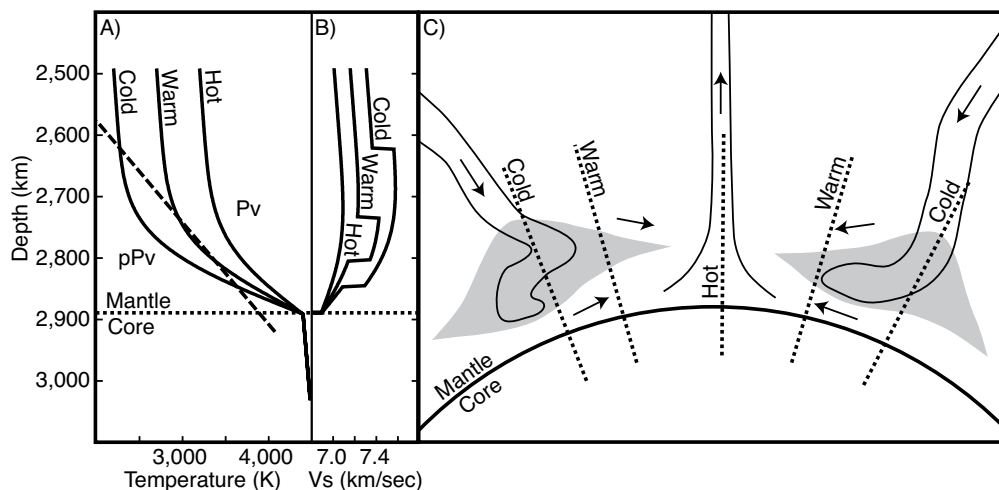 A)
B)
C)
Depth (km)
2,500
2,600
2,700
2,800
2,900
3,000
Cold
Warm
Hot
Pv
pPv
Mantle
Core
3,000 4,000
Temperature (K)
Cold
Warm
Hot
7.0 7.4
Vs (km/sec)
Cold
Warm
Hot
Warm
Cold
Mantle
Core